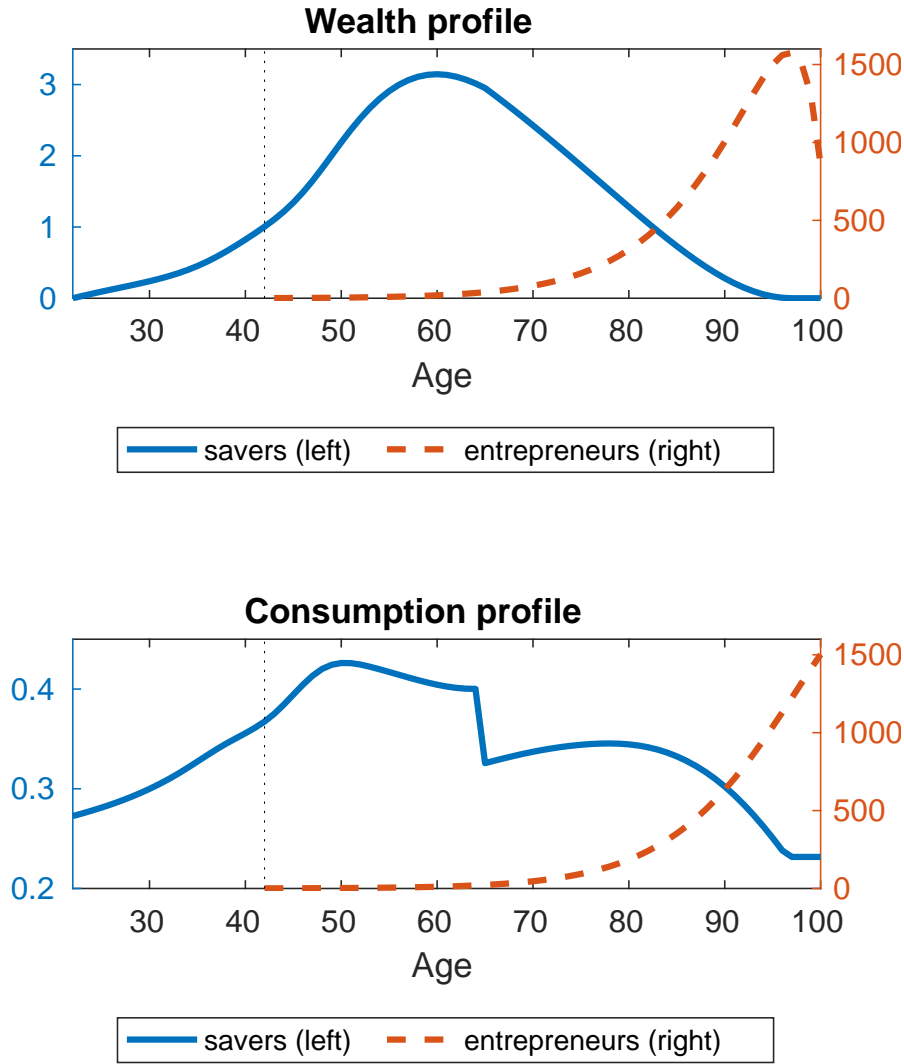 Wealth profile
3
2
1
0
1500
1000
500
0
30 40 50 60 70 80 90 100
Age
savers (left) entrepreneurs (right)
Consumption profile
0.4
0.3
0.2
1500
1000
500
0
30 40 50 60 70 80 90 100
Age
savers (left) entrepreneurs (right)